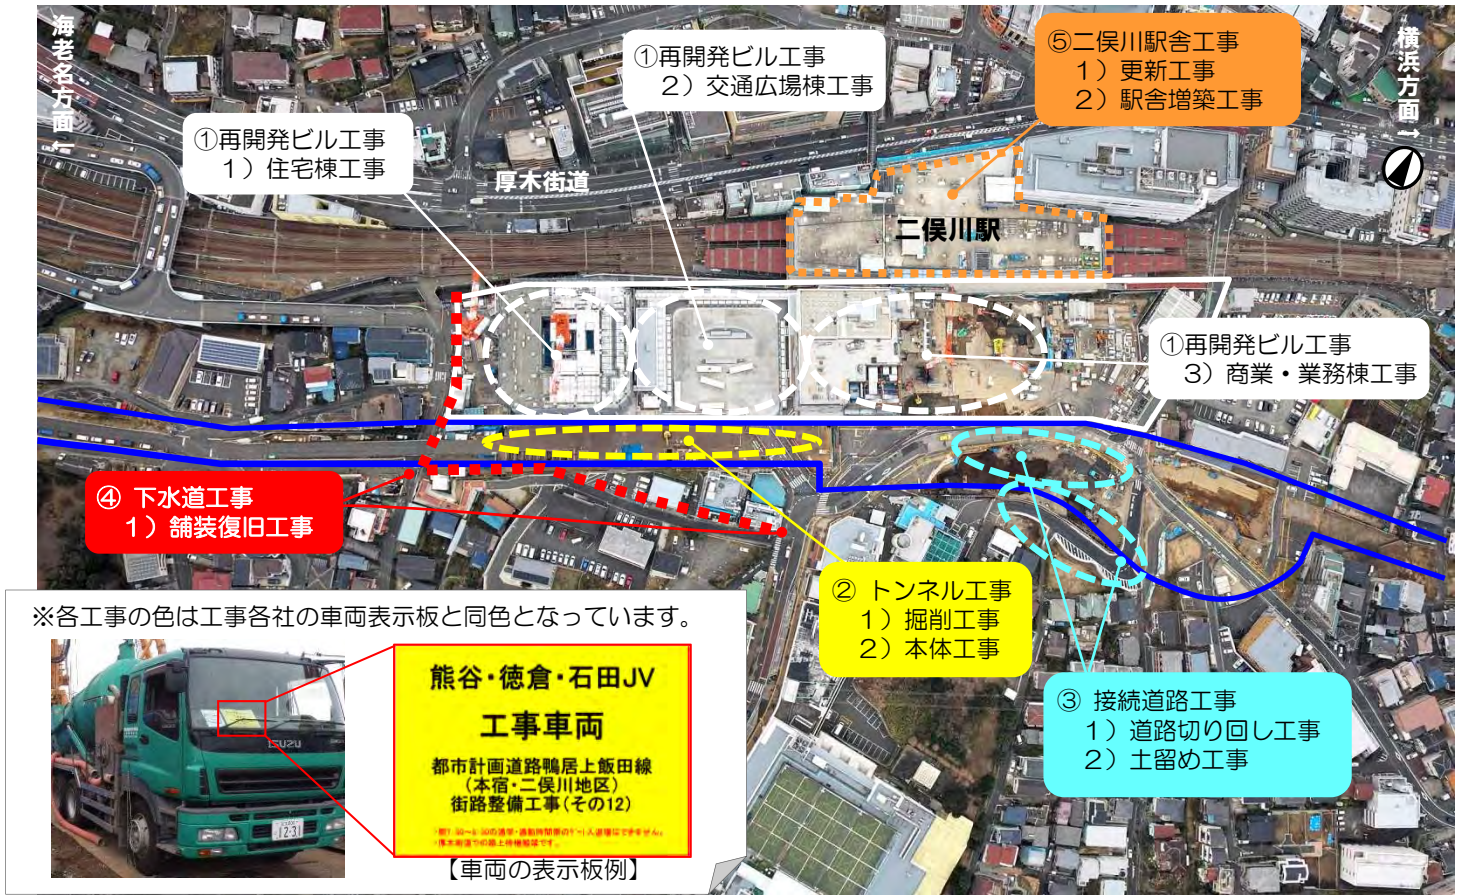 海老名方面
横浜方面
①再開発ビル工事
2）交通広場棟工事
⑤二俣川駅舎工事
1）更新工事
2）駅舎増築工事
①再開発ビル工事
1）住宅棟工事
厚木街道
二俣川駅
①再開発ビル工事
3）商業・業務棟工事
④ 下水道工事
1）舗装復旧工事
② トンネル工事
1）掘削工事
2）本体工事
③ 接続道路工事
1）道路切り回し工事
2）土留め工事
※各工事の色は工事各社の車両表示板と同色となっています。
ISUZU
12-31
熊谷・徳倉・石田JV
工事車両
都市計画道路鴨居上飯田線
（本宿・二俣川地区）
街路整備工事（その12）
【車両の表示板例】